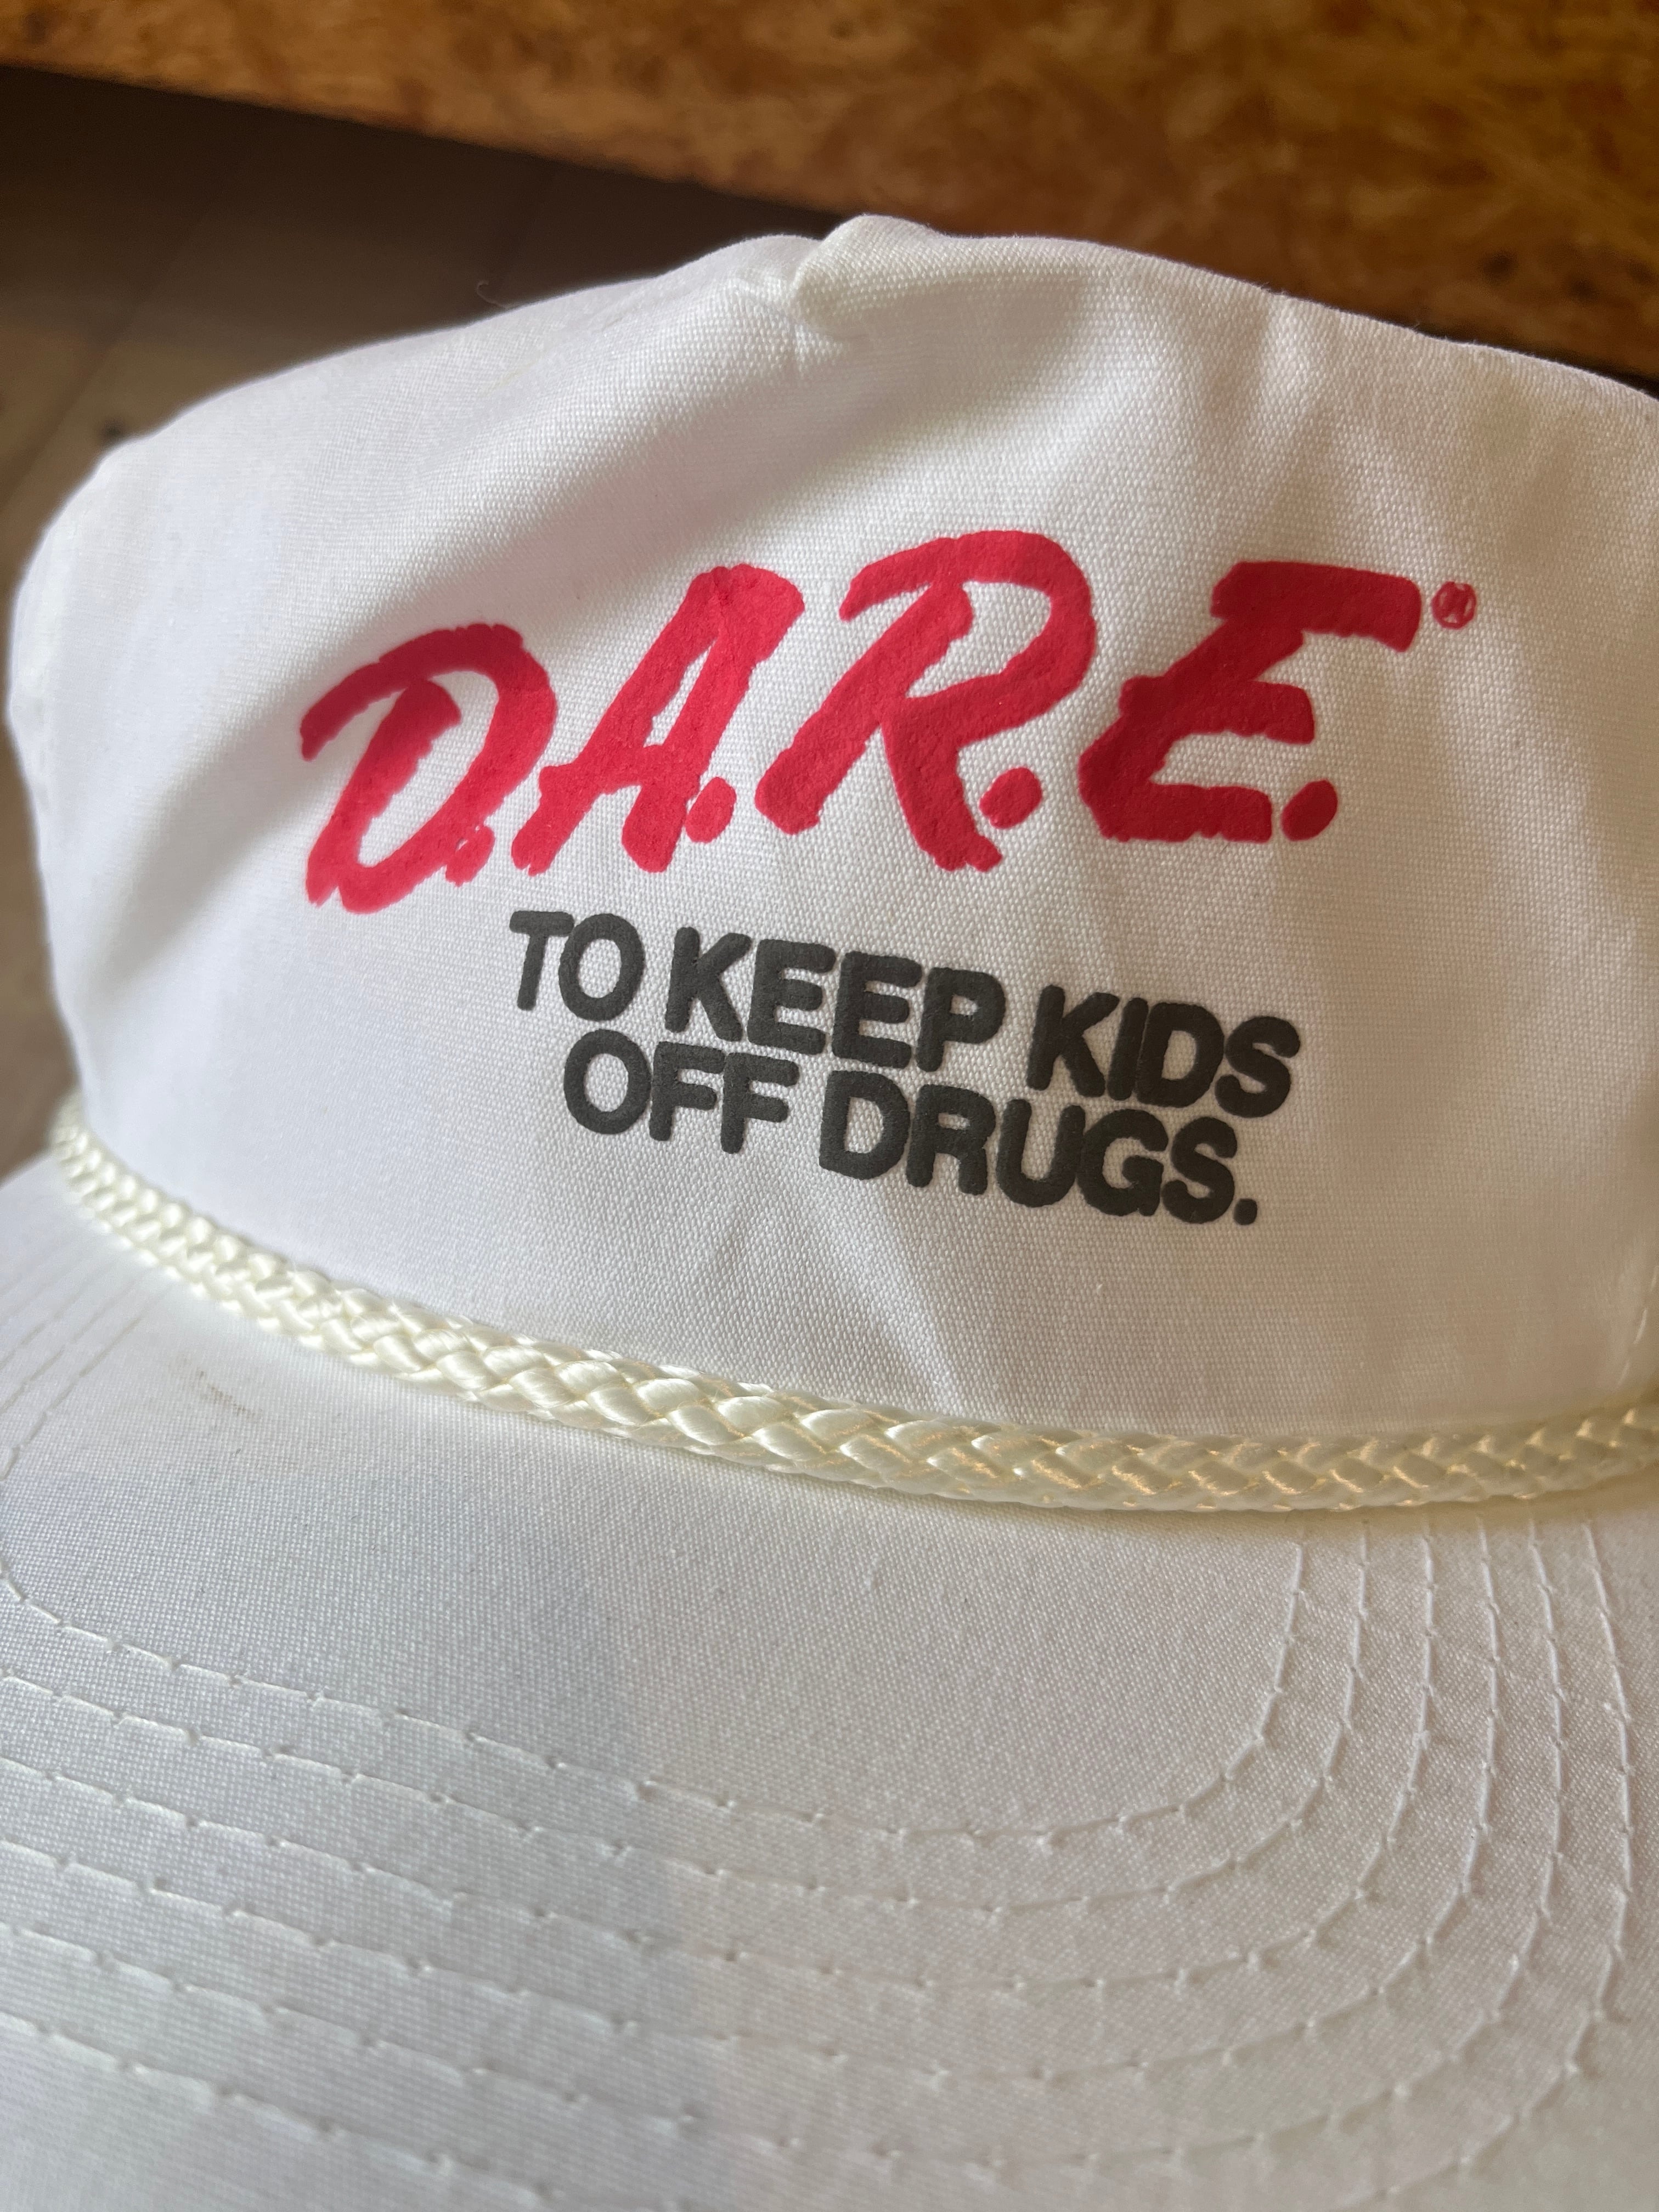 D.A.R.E.®
TO KEEP KIDS
OFF DRUGS.